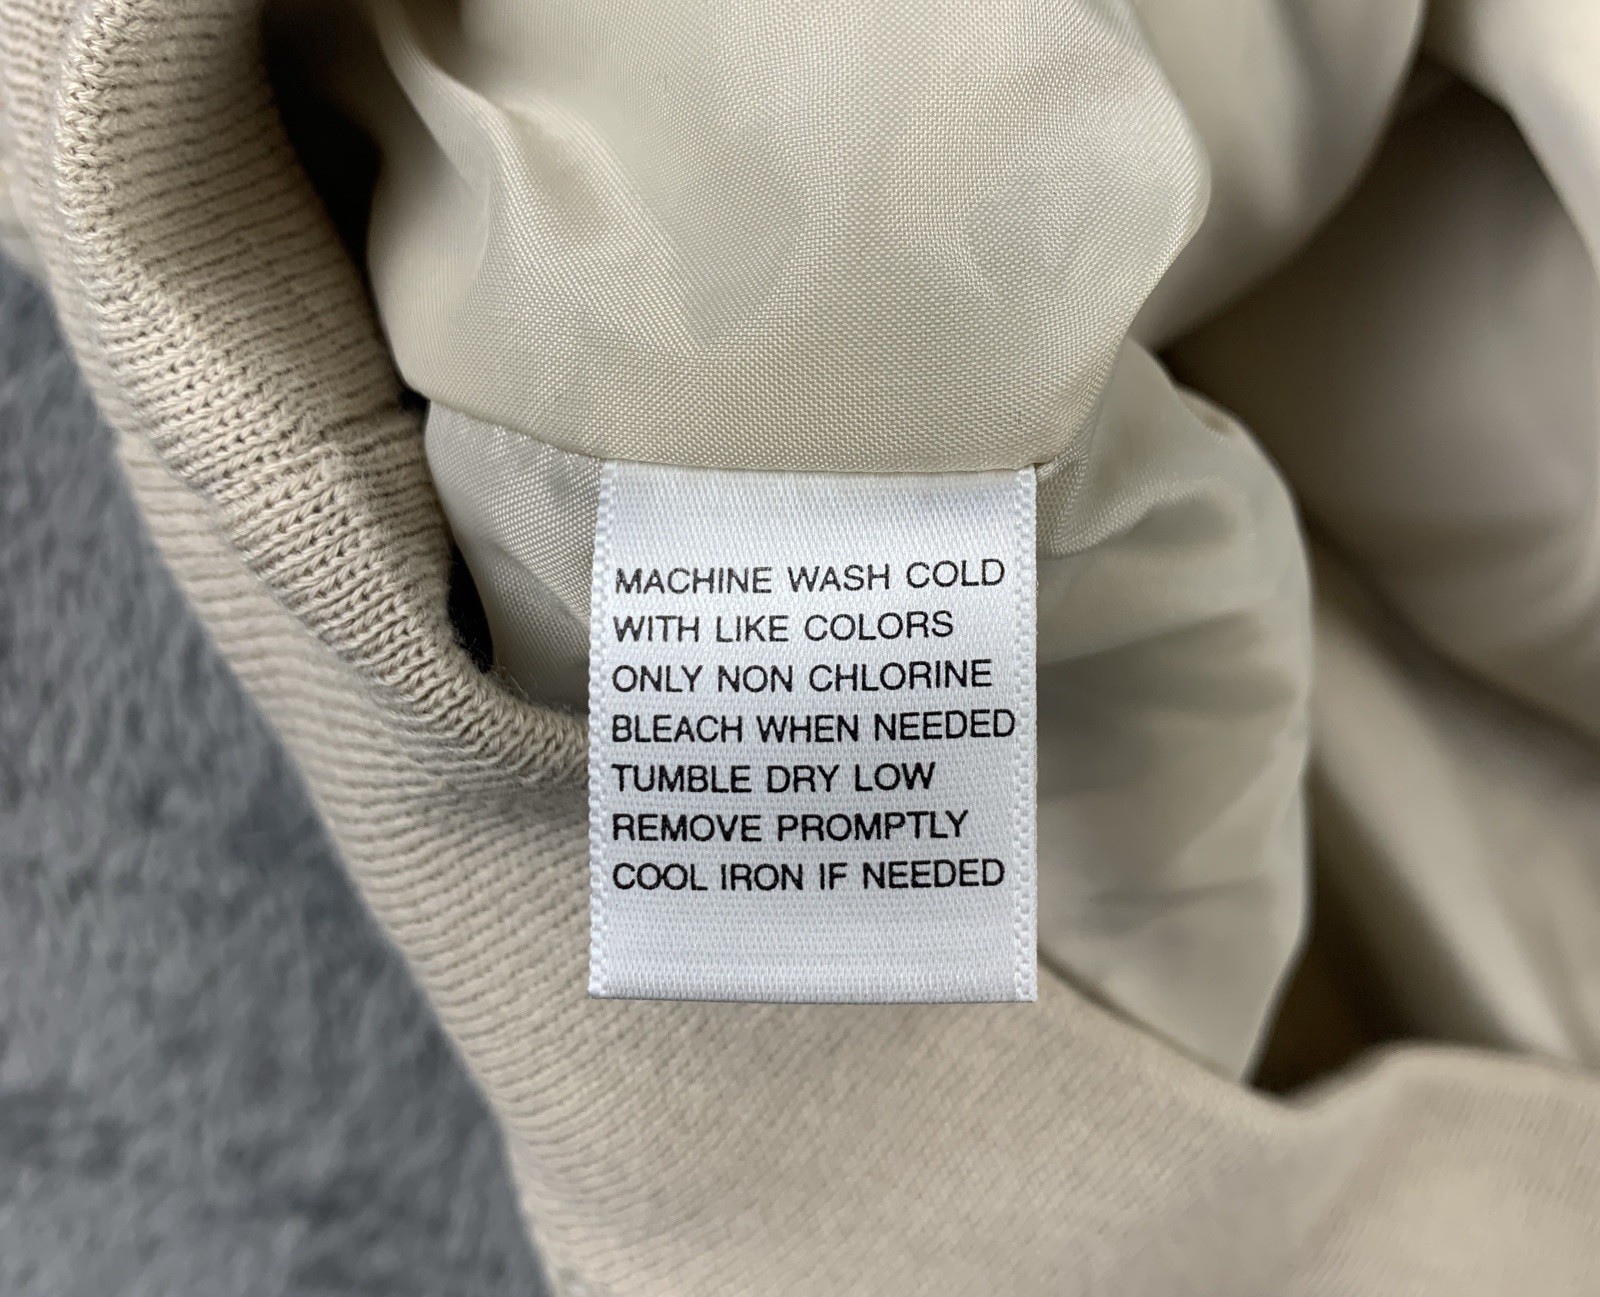 MACHINE WASH COLD
WITH LIKE COLORS
ONLY NON CHLORINE
BLEACH WHEN NEEDED
TUMBLE DRY LOW
REMOVE PROMPTLY
COOL IRON IF NEEDED